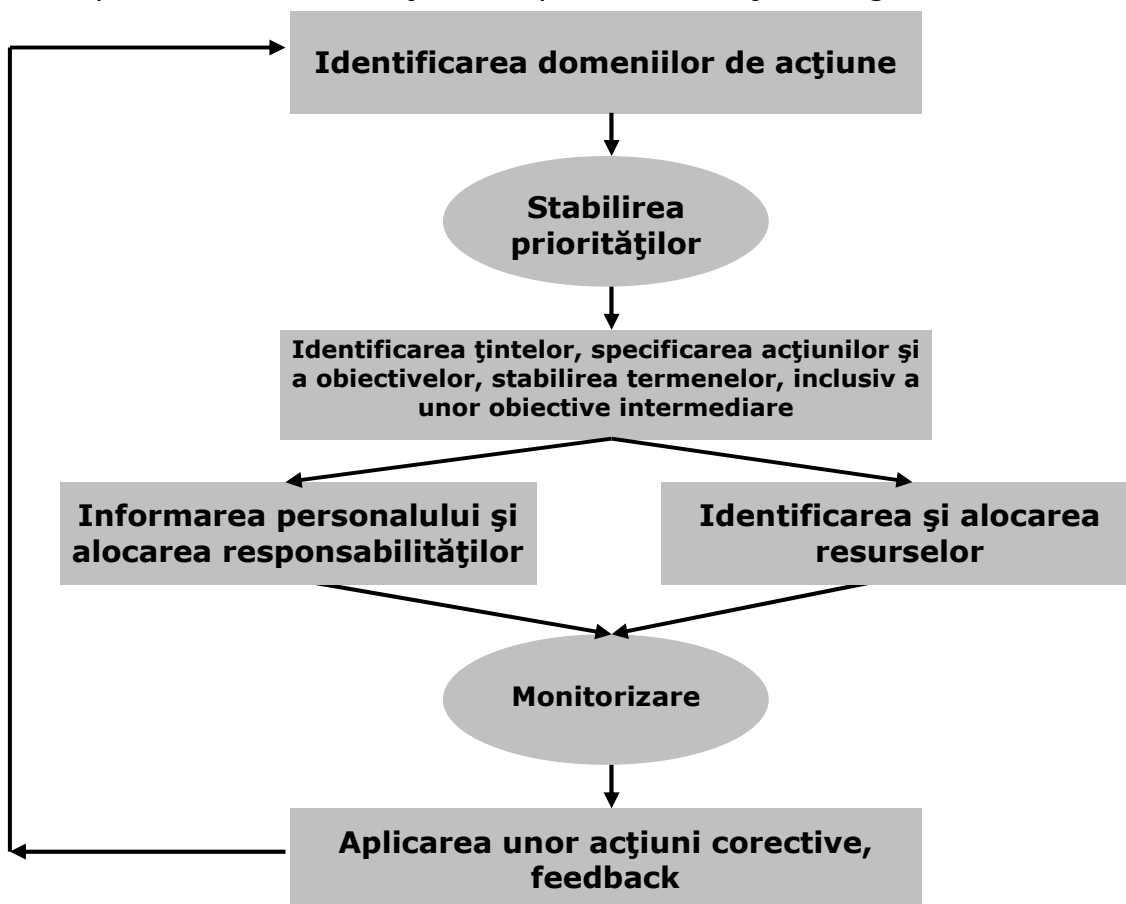 Identificarea domeniilor de acţiune
Stabilirea
priorităţilor
Identificarea ţintelor, specificarea acţiunilor şi
a obiectivelor, stabilirea termenelor, inclusiv a
unor obiective intermediare
Informarea personalului şi
alocarea responsabilităţilor
Identificarea şi alocarea
resurselor
Monitorizare
Aplicarea unor acţiuni corective,
feedback